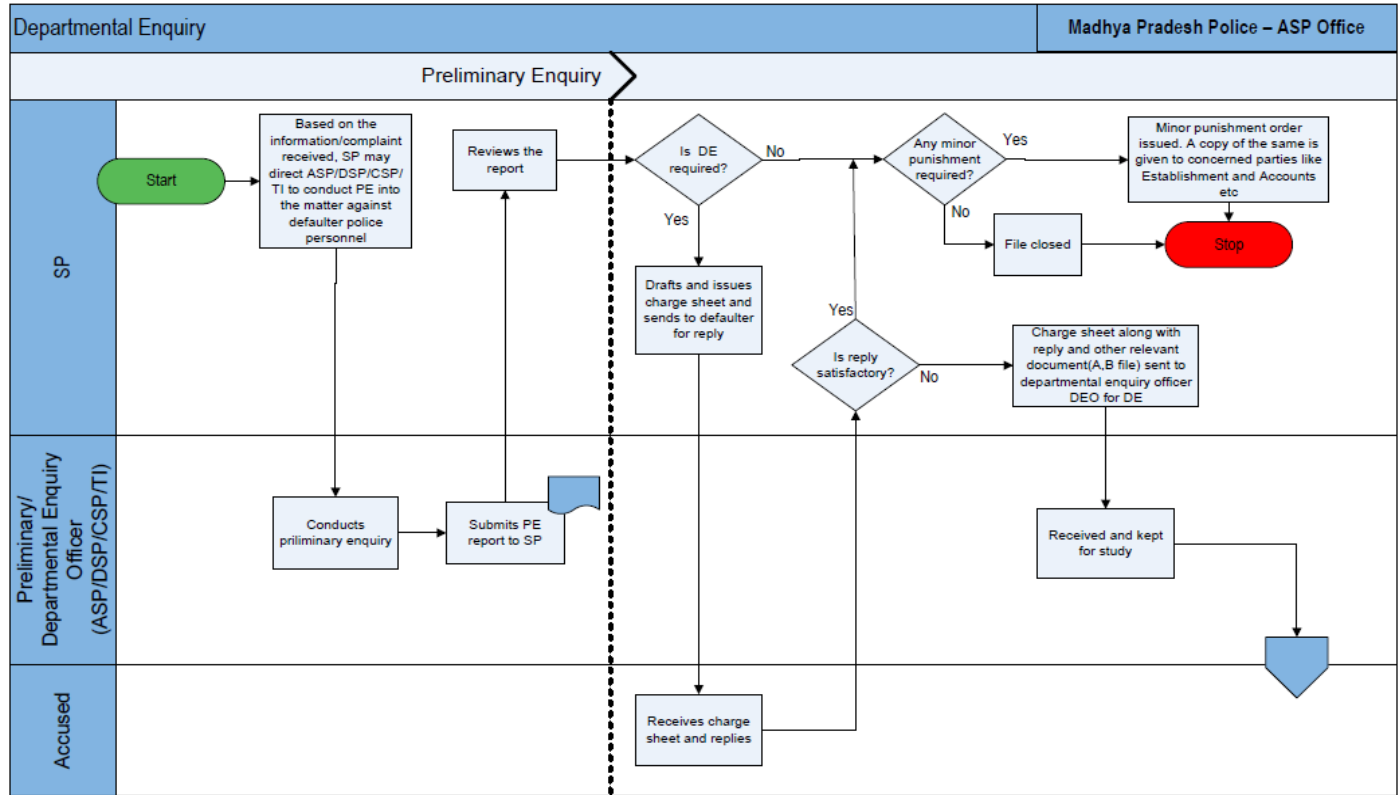 Departmental Enquiry
Madhya Pradesh Police – ASP Office
Preliminary Enquiry
SP
Start
Based on the
information/complaint
received, SP may
direct ASP/DSP/CSP/
TI to conduct PE into
the matter against
defaulter police
personnel
Reviews the
report
Is DE
required?
No
Yes
Any minor
punishment
required?
Yes
No
Minor punishment order
issued. A copy of the same is
given to concerned parties like
Establishment and Accounts
etc
File closed
Stop
Drafts and issues
charge sheet and
sends to defaulter
for reply
Yes
Is reply
satisfactory?
No
Charge sheet along with
reply and other relevant
document(A,B file) sent to
departmental enquiry officer
DEO for DE
Preliminary/
Departmental Enquiry
Officer
(ASP/DSP/CSP/TI)
Conducts
priliminary enquiry
Submits PE
report to SP
Received and kept
for study
Accused
Receives charge
sheet and replies